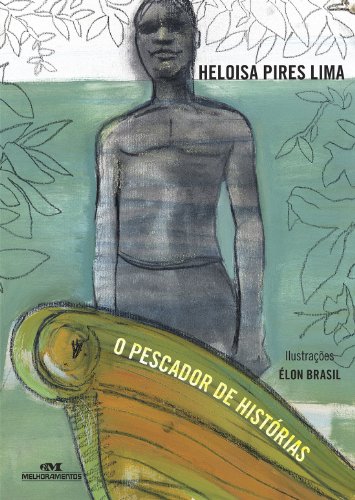 HELOISA PIRES LIMA
O PESCADOR DE HISTÓRIAS
Ilustrações
ÉLON BRASIL
MELHORAMENTOS